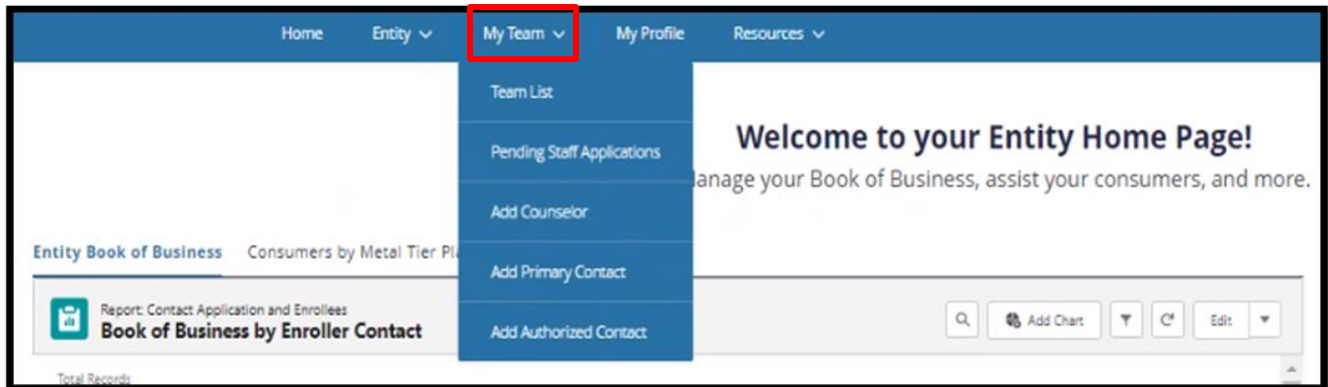 Home Entity My Team My Profile Resources
Team List
Pending Staff Applications
Add Counselor
Add Primary Contact
Add Authorized Contact
Welcome to your Entity Home Page!
anage your Book of Business, assist your consumers, and more.
Entity Book of Business Consumers by Metal Tier Pl
Report: Contact Application and Enrollees
Book of Business by Enroller Contact
Add Chart Edit
Total Records